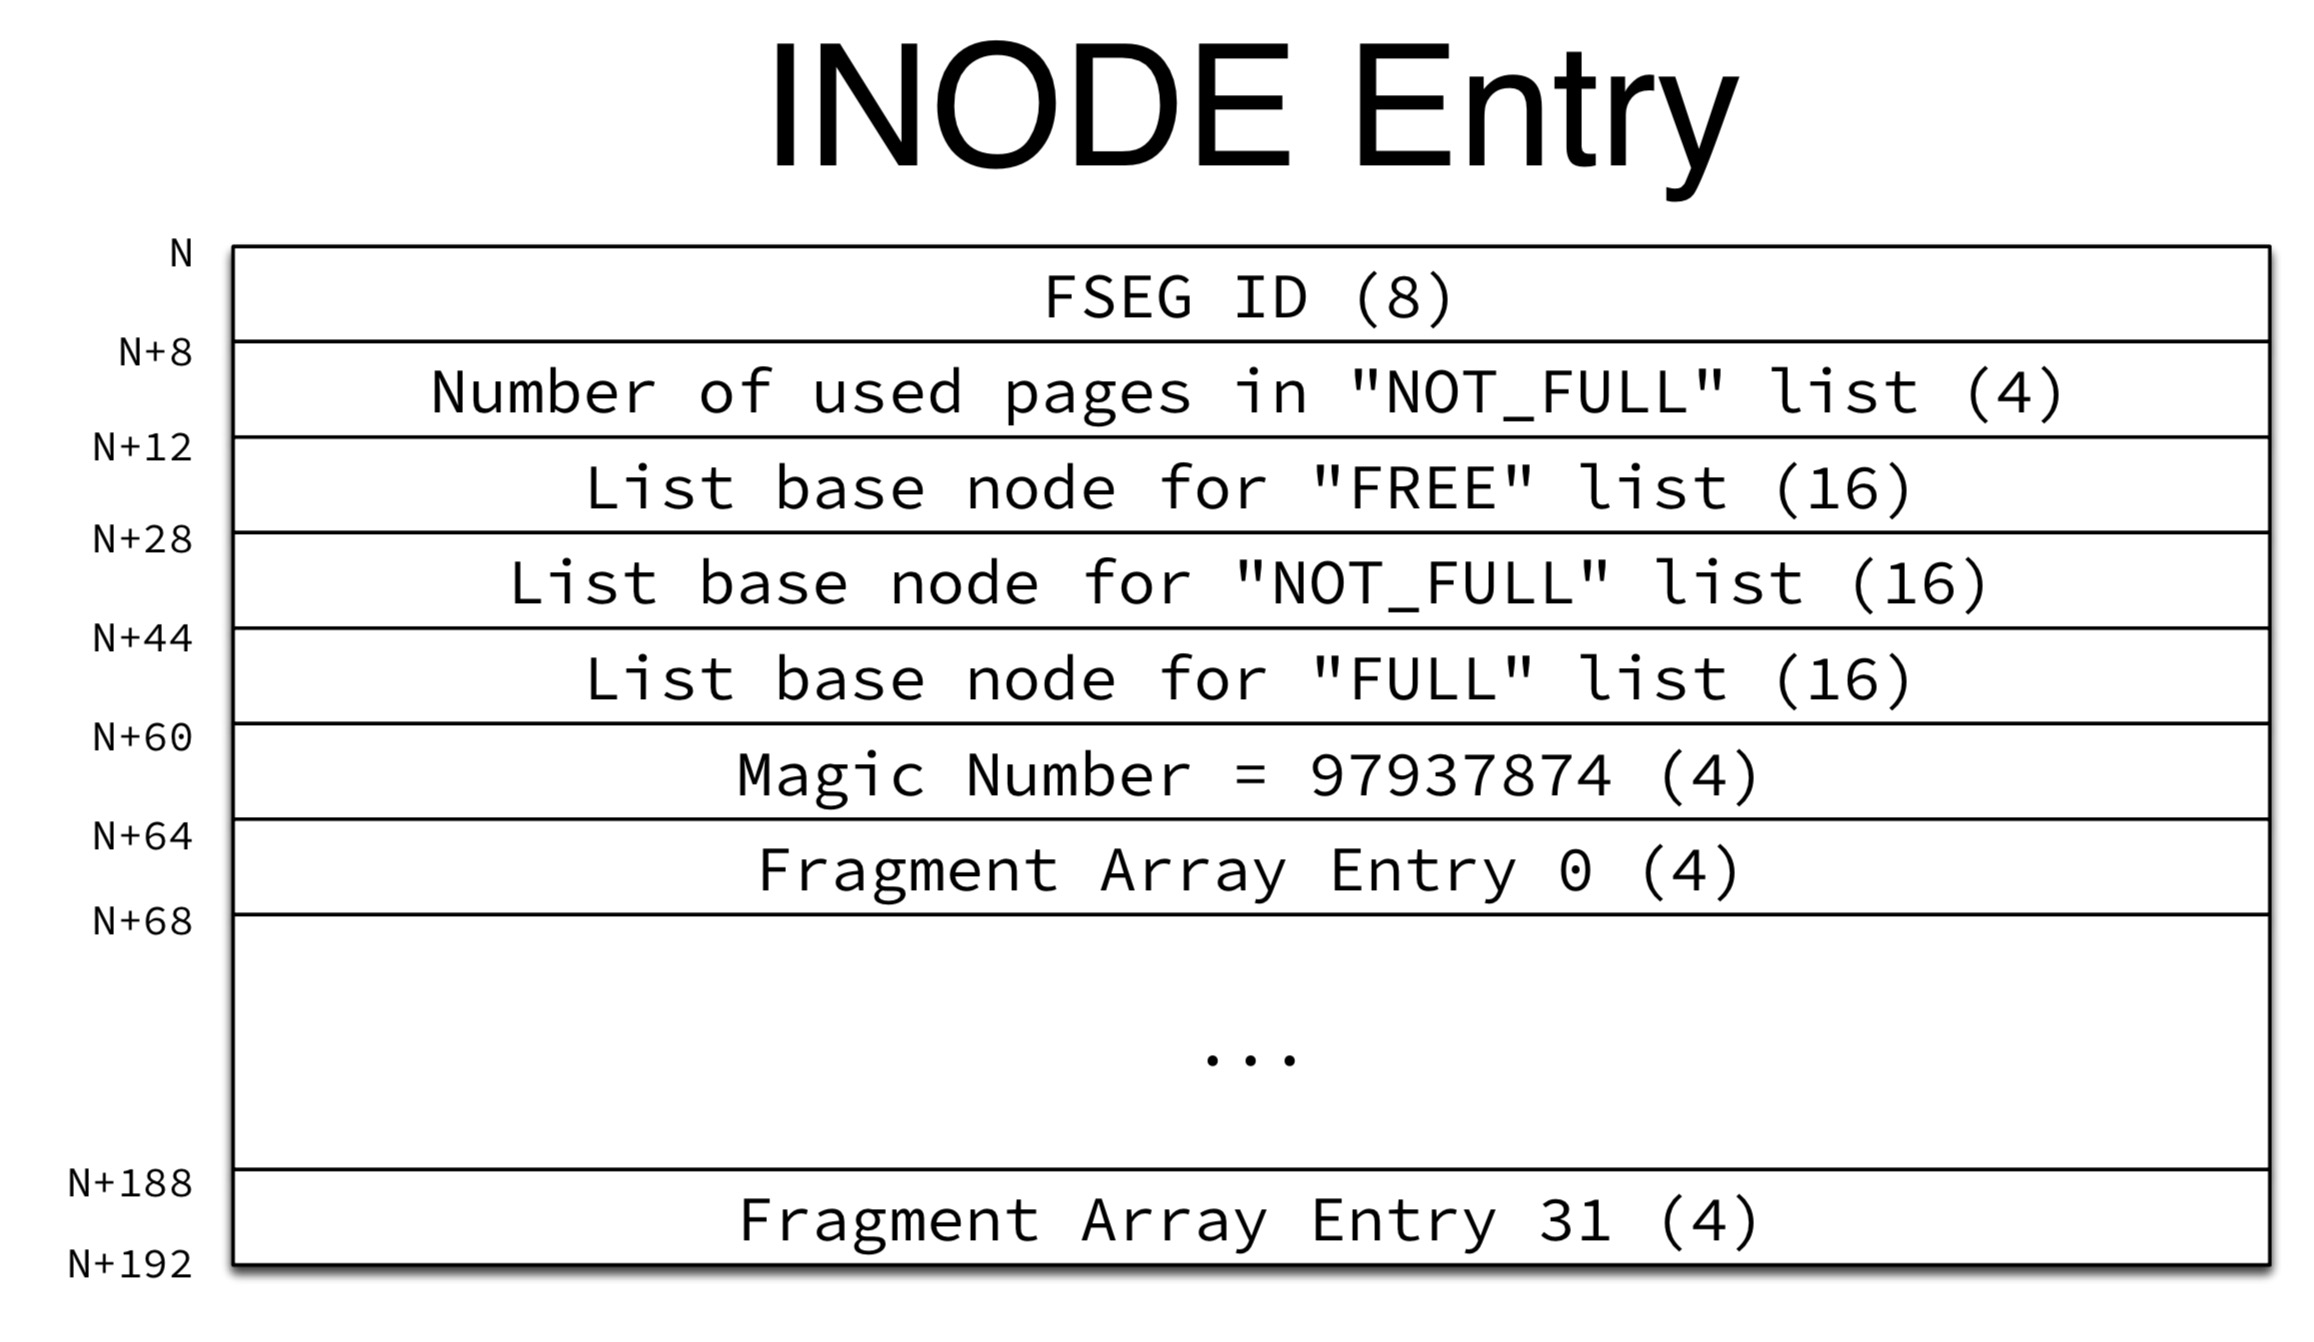 INODE Entry
N
FSEG ID (8)
N+8
Number of used pages in "NOT_FULL" list (4)
N+12
List base node for "FREE" list (16)
N+28
List base node for "NOT_FULL" list (16)
N+44
List base node for "FULL" list (16)
N+60
Magic Number = 97937874 (4)
N+64
Fragment Array Entry 0 (4)
N+68
...
N+188
Fragment Array Entry 31 (4)
N+192